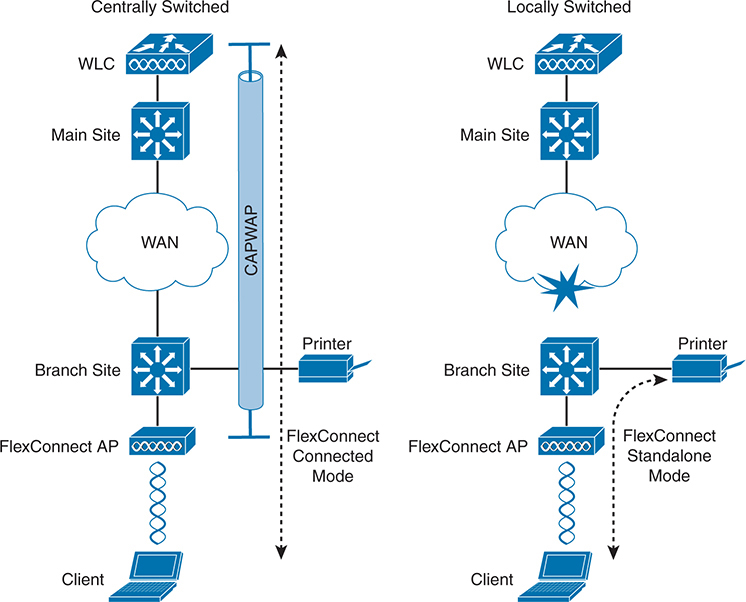 Centrally Switched
WLC
Main Site
WAN
CAPWAP
Printer
Branch Site
FlexConnect AP
FlexConnect
Connected
Mode
Client
Locally Switched
WLC
Main Site
WAN
Printer
Branch Site
FlexConnect AP
FlexConnect
Standalone
Mode
Client